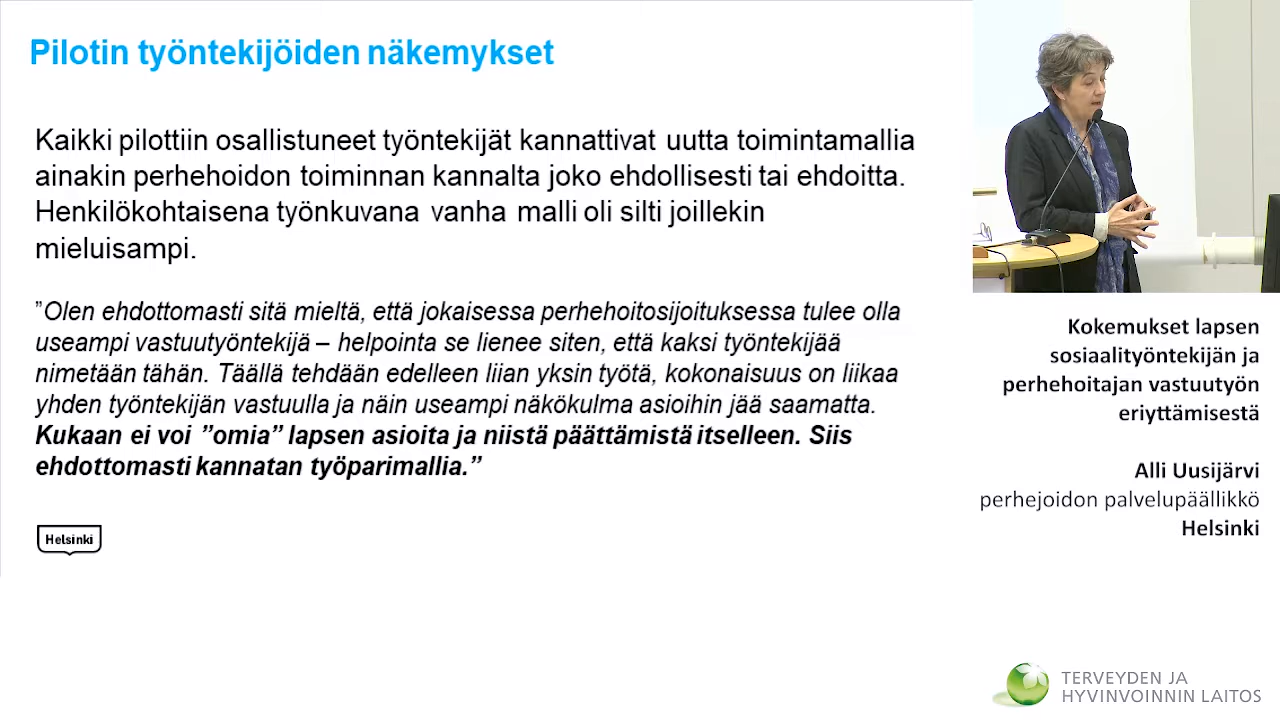 Pilotin työntekijöiden näkemykset
Kaikki pilottiin osallistuneet työntekijät kannattivat uutta toimintamallia
ainakin perhehoidon toiminnan kannalta joko ehdollisesti tai ehdoitta.
Henkilökohtaisena työnkuvana vanha malli oli silti joillekin
mieluisampi.
”Olen ehdottomasti sitä mieltä, että jokaisessa perhehoitosijoituksessa tulee olla
useampi vastuutyöntekijä – helpointa se lienee siten, että kaksi työntekijää
nimetään tähän. Täällä tehdään edelleen liian yksin työtä, kokonaisuus on liikaa
yhden työntekijän vastuulla ja näin useampi näkökulma asioihin jää saamatta.
Kukaan ei voi ”omia” lapsen asioita ja niistä päättämistä itselleen. Siis
ehdottomasti kannatan työparimallia.”
Helsinki
Kokemukset lapsen
sosiaalityöntekijän ja
perhehoitajan vastuutyön
eriyttämisestä
Alli Uusijärvi
perhejoidon palvelupäällikkö
Helsinki
TERVEYDEN JA
HYVINVOINNIN LAITOS